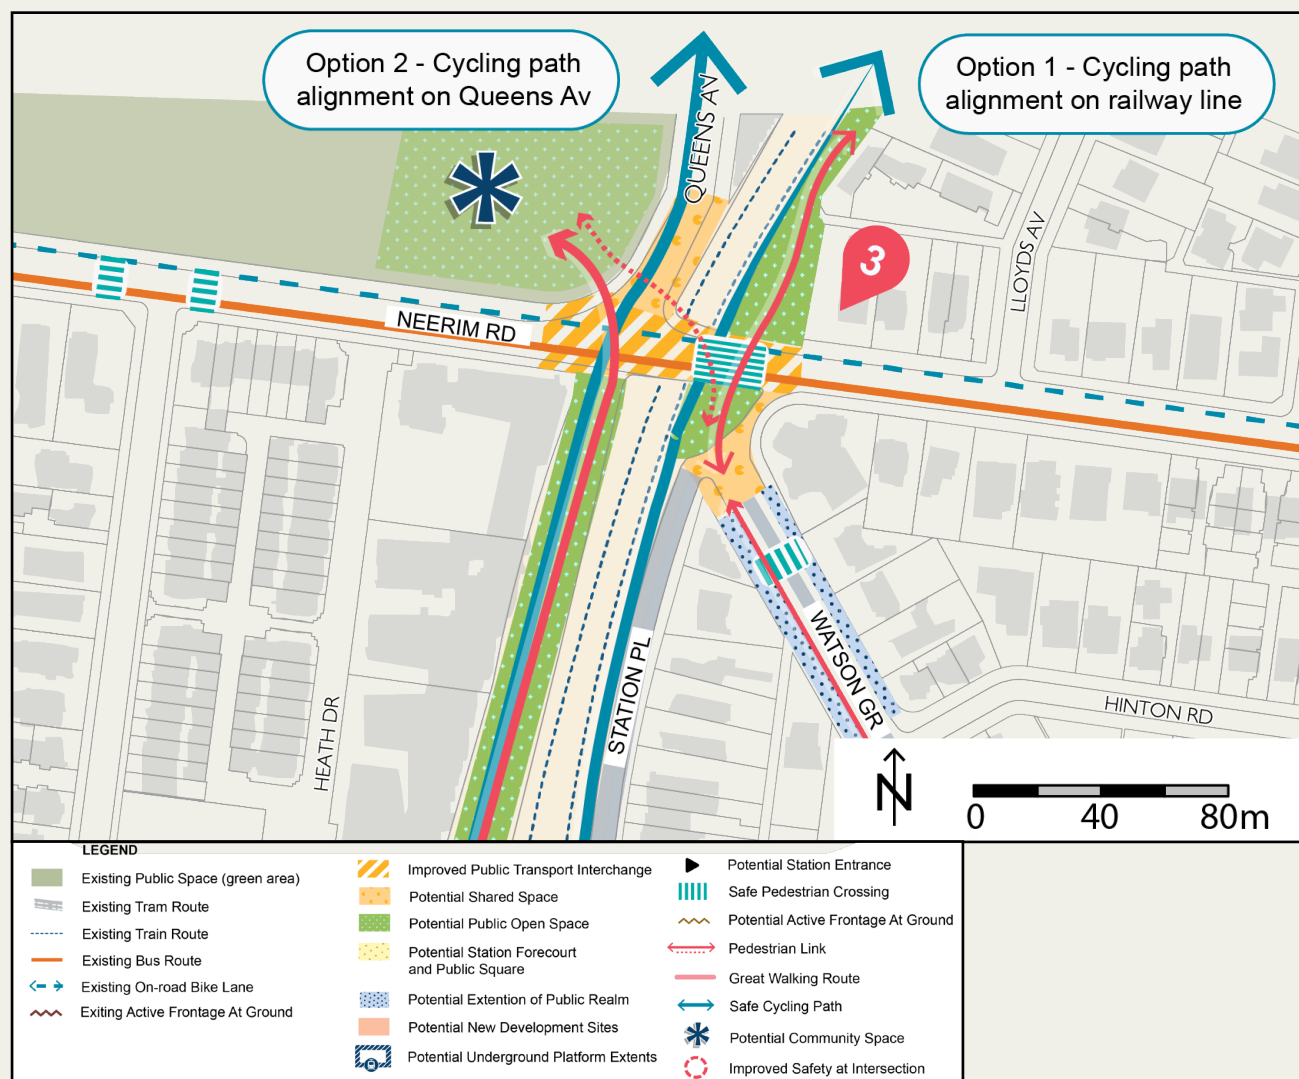 Option 2 - Cycling path
alignment on Queens Av
Option 1 - Cycling path
alignment on railway line
QUEENS AV
3
LLOYDS AV
NEERIM RD
WATSON GR
STATION PL
HEATH DR
HINTON RD
N
0 40 80m
LEGEND
Existing Public Space (green area)
Existing Tram Route
Existing Train Route
Existing Bus Route
Existing On-road Bike Lane
Exiting Active Frontage At Ground
Improved Public Transport Interchange
Potential Shared Space
Potential Public Open Space
Potential Station Forecourt
and Public Square
Potential Extention of Public Realm
Potential New Development Sites
Potential Underground Platform Extents
Potential Station Entrance
Safe Pedestrian Crossing
Potential Active Frontage At Ground
Pedestrian Link
Great Walking Route
Safe Cycling Path
Potential Community Space
Improved Safety at Intersection